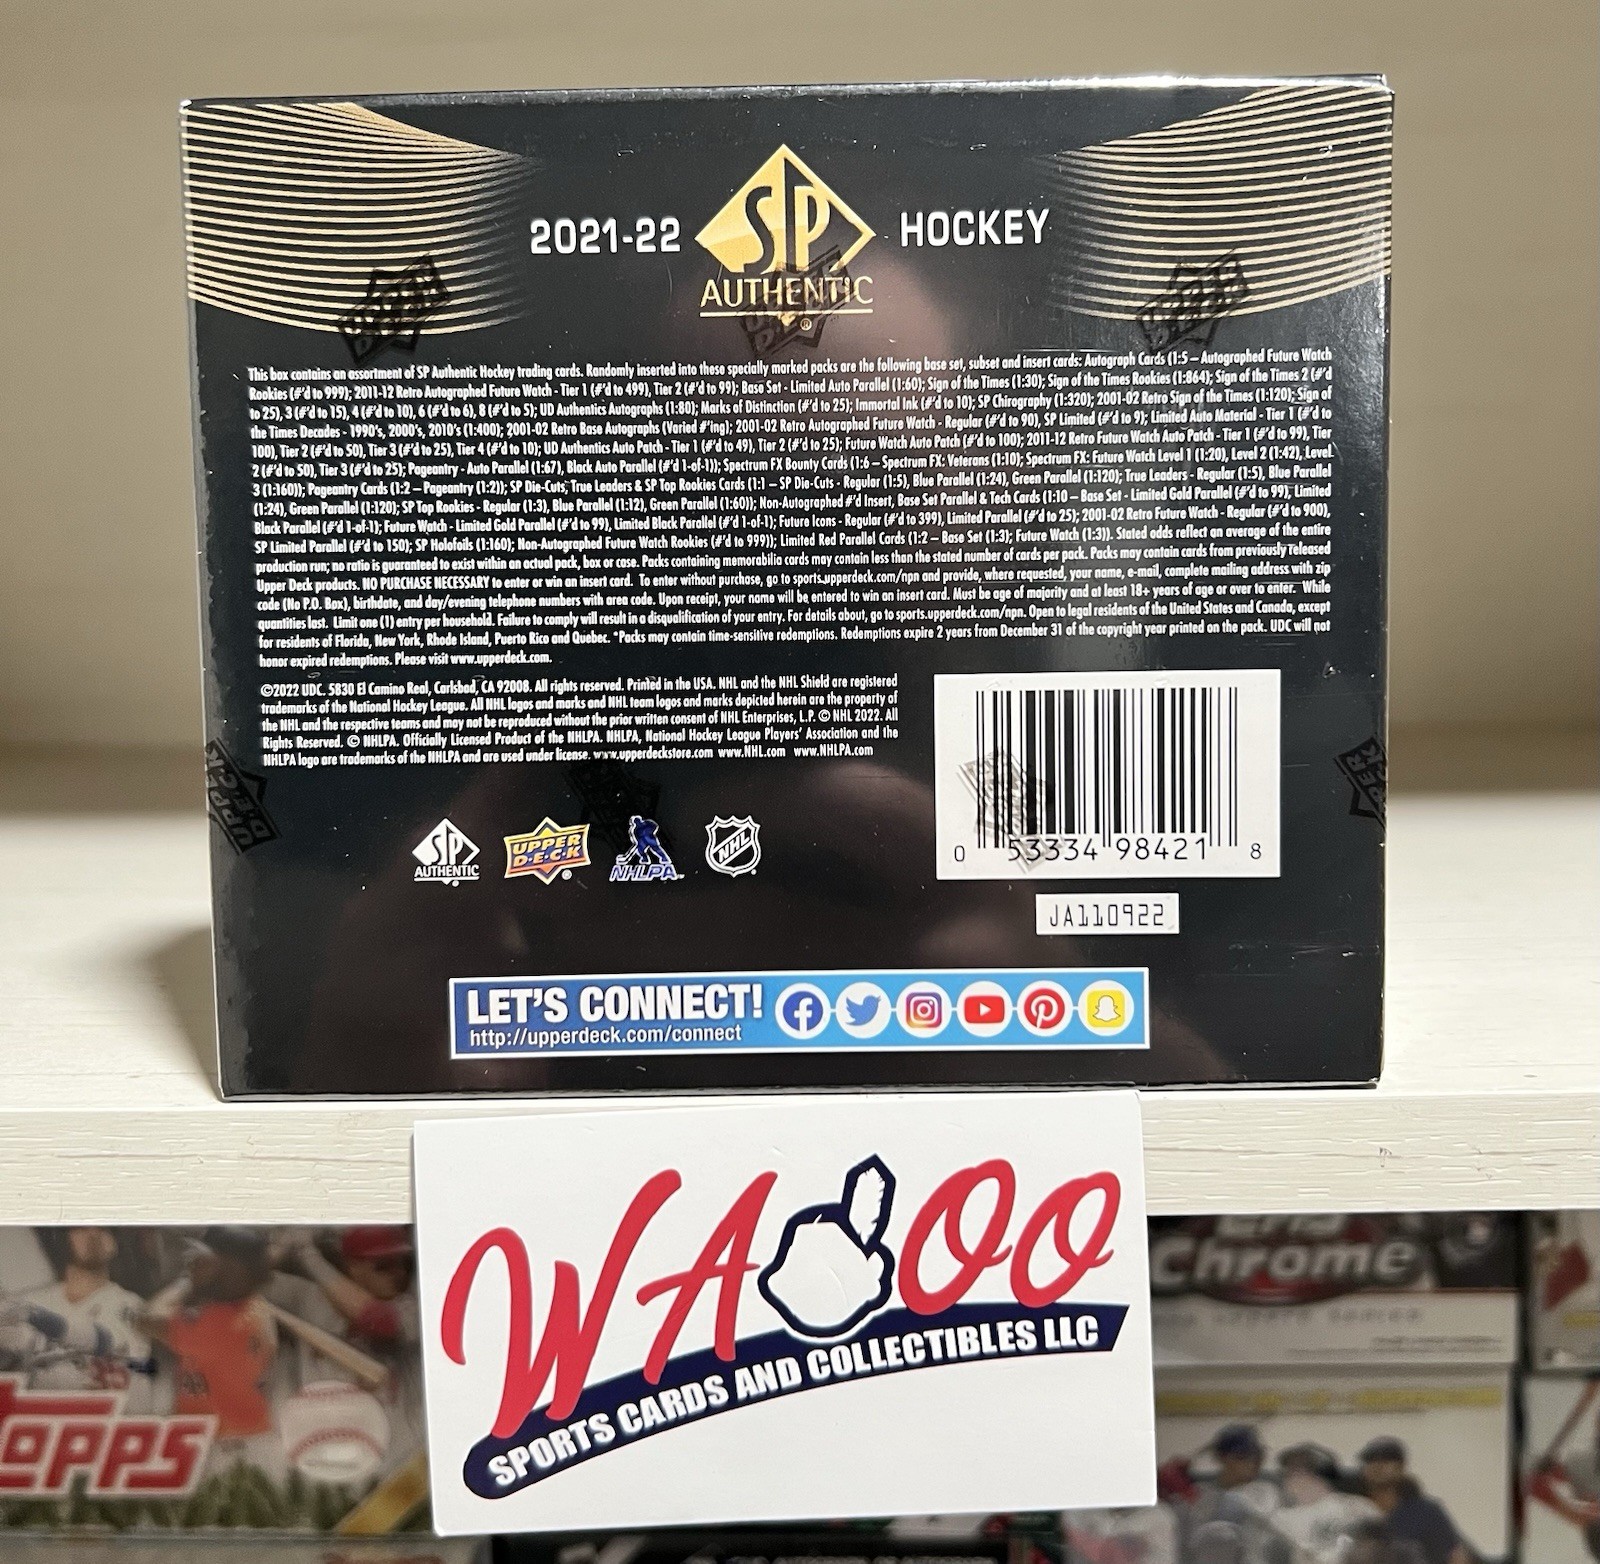 2021-22 SP HOCKEY
AUTHENTIC
®
This box contains an assortment of SP Authentic Hockey trading cards. Randomly inserted into these specially marked packs are the following base set, subset and insert cards: Autograph Cards (1:5 – Autographed Future Watch
Rookies (#'d to 999); 2011-12 Retro Autographed Future Watch - Tier 1 (#'d to 499), Tier 2 (#'d to 99); Base Set - Limited Auto Parallel (1:60); Sign of the Times (1:30); Sign of the Times Rookies (1:864); Sign of the Times 2 (#'d
to 25), 3 (#'d to 15), 4 (#'d to 10), 6 (#'d to 6), 8 (#'d to 5); UD Authentics Autographs (1:80); Marks of Distinction (#'d to 25); Immortal Ink (#'d to 10); SP Chirography (1:320); 2001-02 Retro Sign of the Times (1:120); Sign of
the Times Decades - 1990's, 2000's, 2010's (1:400); 2001-02 Retro Base Autographs (Varied #'ing); 2001-02 Retro Autographed Future Watch - Regular (#'d to 90), SP Limited (#'d to 9); Limited Auto Material - Tier 1 (#'d to
100), Tier 2 (#'d to 50), Tier 3 (#'d to 25), Tier 4 (#'d to 10); UD Authentics Auto Patch - Tier 1 (#'d to 49), Tier 2 (#'d to 25); Future Watch Auto Patch (#'d to 100); 2011-12 Retro Future Watch Auto Patch - Tier 1 (#'d to 99), Tier
2 (#'d to 50), Tier 3 (#'d to 25); Pageantry - Auto Parallel (1:67), Black Auto Parallel (#'d 1-of-1)); Spectrum FX Bounty Cards (1:6 – Spectrum FX: Veterans (1:10); Spectrum FX: Future Watch Level 1 (1:20), Level 2 (1:42), Level
3 (1:160)); Pageantry Cards (1:2 – Pageantry (1:2)); SP Die-Cuts, True Leaders & SP Top Rookies Cards (1:1 – SP Die-Cuts - Regular (1:5), Blue Parallel (1:24), Green Parallel (1:120); True Leaders - Regular (1:5), Blue Parallel
(1:24), Green Parallel (1:120); SP Top Rookies - Regular (1:3), Blue Parallel (1:12), Green Parallel (1:60)); Non-Autographed #'d Insert, Base Set Parallel & Tech Cards (1:10 – Base Set - Limited Gold Parallel (#'d to 99), Limited
Black Parallel (#'d 1-of-1); Future Watch - Limited Gold Parallel (#'d to 99), Limited Black Parallel (#'d 1-of-1); Future Icons - Regular (#'d to 399), Limited Parallel (#'d to 25); 2001-02 Retro Future Watch - Regular (#'d to 900),
SP Limited Parallel (#'d to 150); SP Holofoils (1:160); Non-Autographed Future Watch Rookies (#'d to 999)); Limited Red Parallel Cards (1:2 – Base Set (1:3); Future Watch (1:3)). Stated odds reflect an average of the entire
production run; no ratio is guaranteed to exist within an actual pack, box or case. Packs containing memorabilia cards may contain less than the stated number of cards per pack. Packs may contain cards from previously released
Upper Deck products. NO PURCHASE NECESSARY to enter or win an insert card. To enter without purchase, go to sports.upperdeck.com/npn and provide, where requested, your name, e-mail, complete mailing address with zip
code (No P.O. Box), birthdate, and day/evening telephone numbers with area code. Upon receipt, your name will be entered to win an insert card. Must be age of majority and at least 18+ years of age or over to enter. While
quantities last. Limit one (1) entry per household. Failure to comply will result in a disqualification of your entry. For details about, go to sports.upperdeck.com/npn. Open to legal residents of the United States and Canada, except
for residents of Florida, New York, Rhode Island, Puerto Rico and Quebec. *Packs may contain time-sensitive redemptions. Redemptions expire 2 years from December 31 of the copyright year printed on the pack. UDC will not
honor expired redemptions. Please visit www.upperdeck.com.
©2022 UDC. 5830 El Camino Real, Carlsbad, CA 92008. All rights reserved. Printed in the USA. NHL and the NHL Shield are registered
trademarks of the National Hockey League. All NHL logos and marks and NHL team logos and marks depicted herein are the property of
the NHL and the respective teams and may not be reproduced without the prior written consent of NHL Enterprises, L.P. © NHL 2022. All
Rights Reserved. © NHLPA. Officially Licensed Product of the NHLPA. NHLPA, National Hockey League Players' Association and the
NHLPA logo are trademarks of the NHLPA and are used under license. www.upperdeckstore.com www.NHL.com www.NHLPA.com
0 53334 98421 8
SP AUTHENTIC UPPER DECK NHLPA NHL
JA110922
LET'S CONNECT!
http://upperdeck.com/connect
WAHOO
SPORTS CARDS AND COLLECTIBLES LLC
Chrome
TOPPS